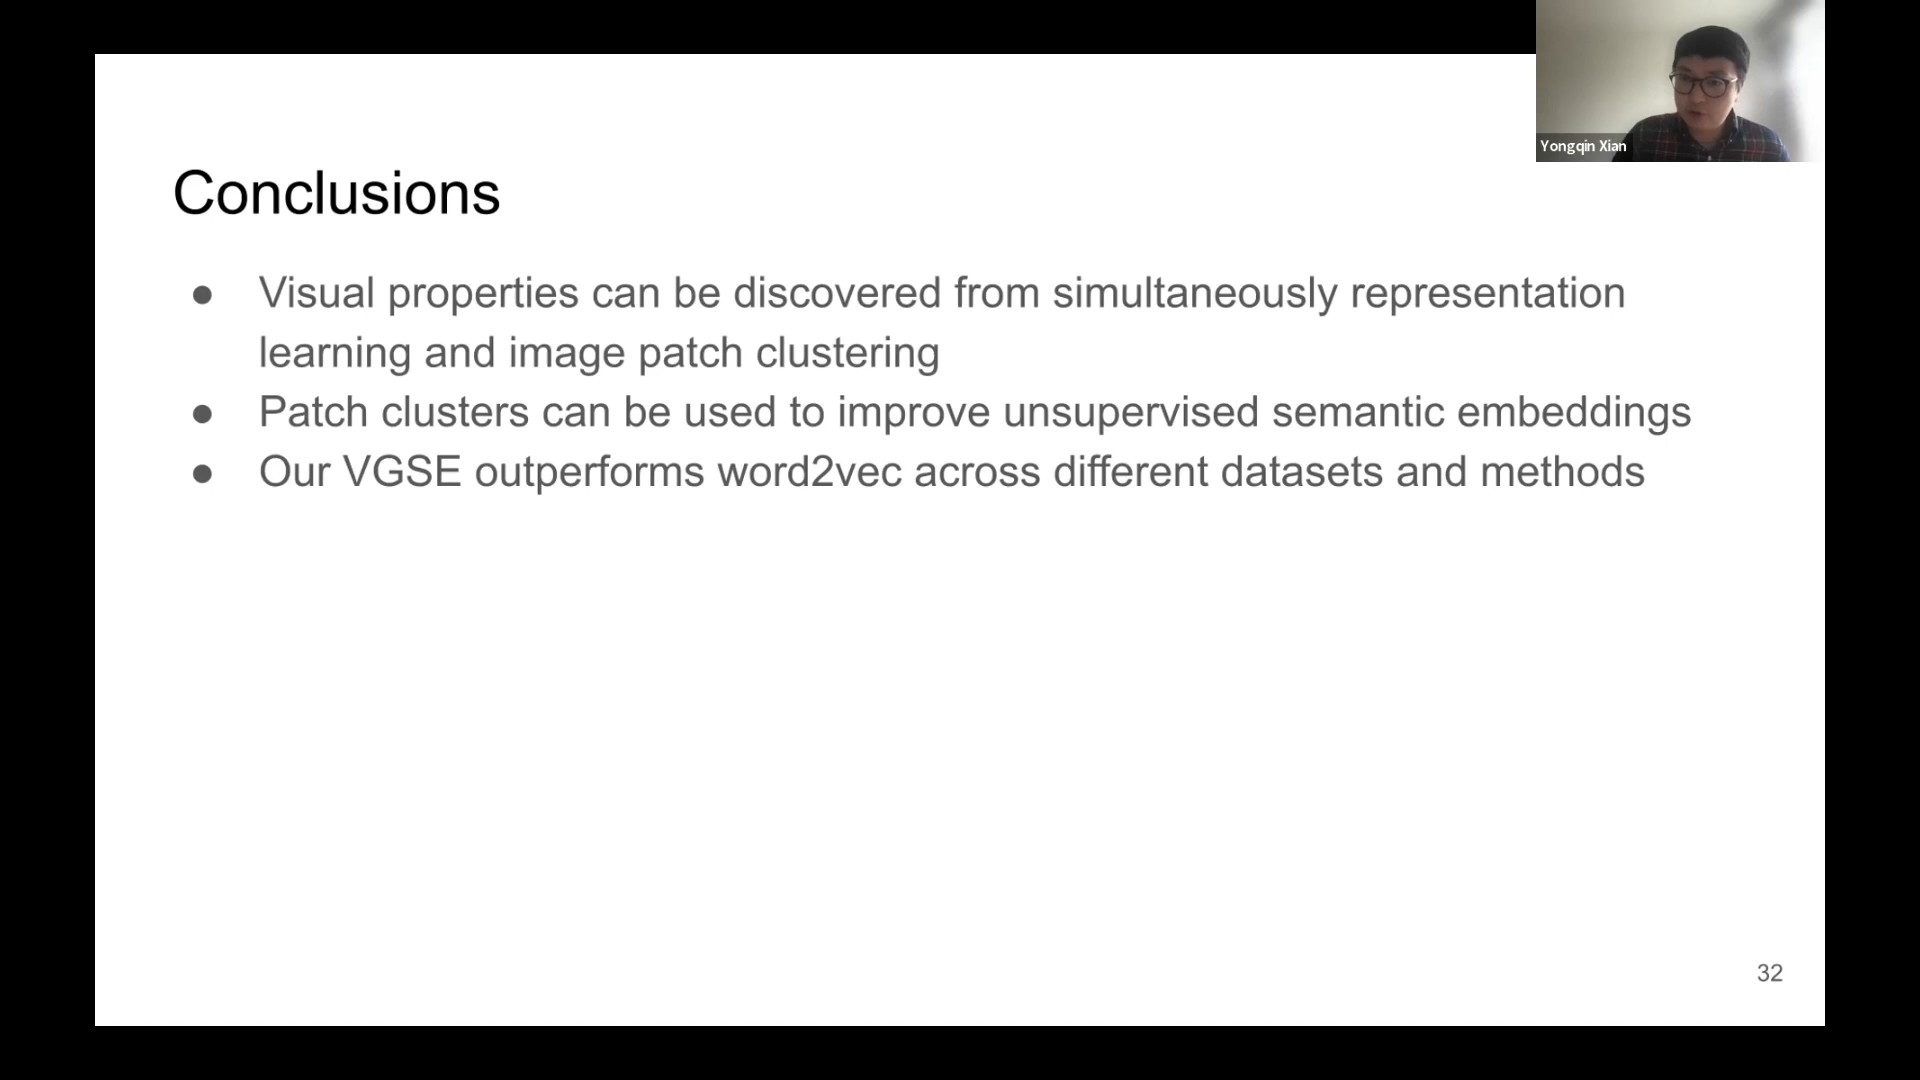 Yongqin Xian
Conclusions
● Visual properties can be discovered from simultaneously representation
learning and image patch clustering
● Patch clusters can be used to improve unsupervised semantic embeddings
● Our VGSE outperforms word2vec across different datasets and methods
32